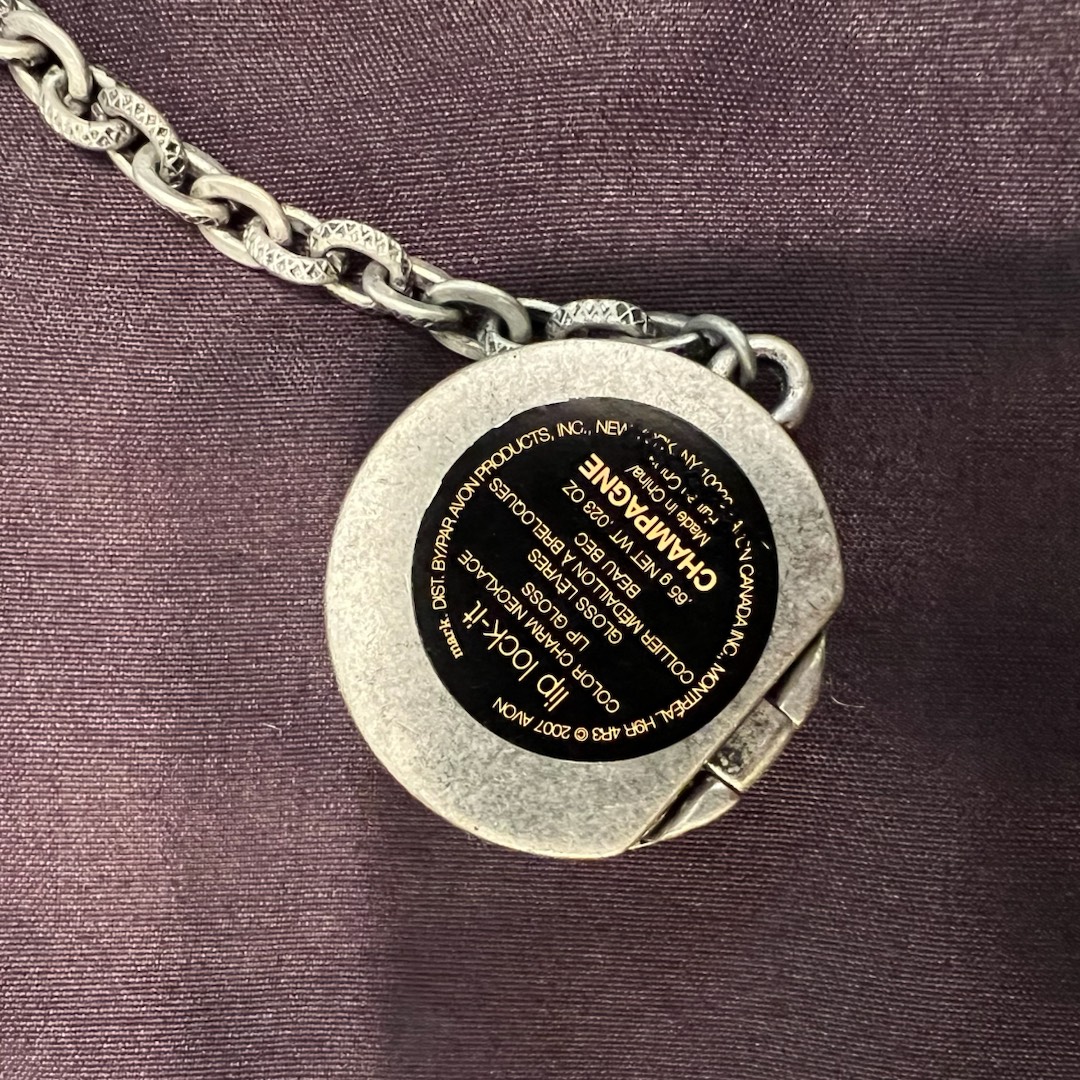 mark. DIST. BY/PAR AVON PRODUCTS, INC., NEW NY CANADA INC., MONTRÉAL H9R 4R3 © 2007 AVON
lip lock-it
COLOR CHARM NECKLACE
LIP GLOSS
COLLIER MÉDAILLON À BRELOQUES
GLOSS LÈVRES
BEAU BEC
.65 g NET WT. .023 OZ
CHAMPAGNE
Made in China/